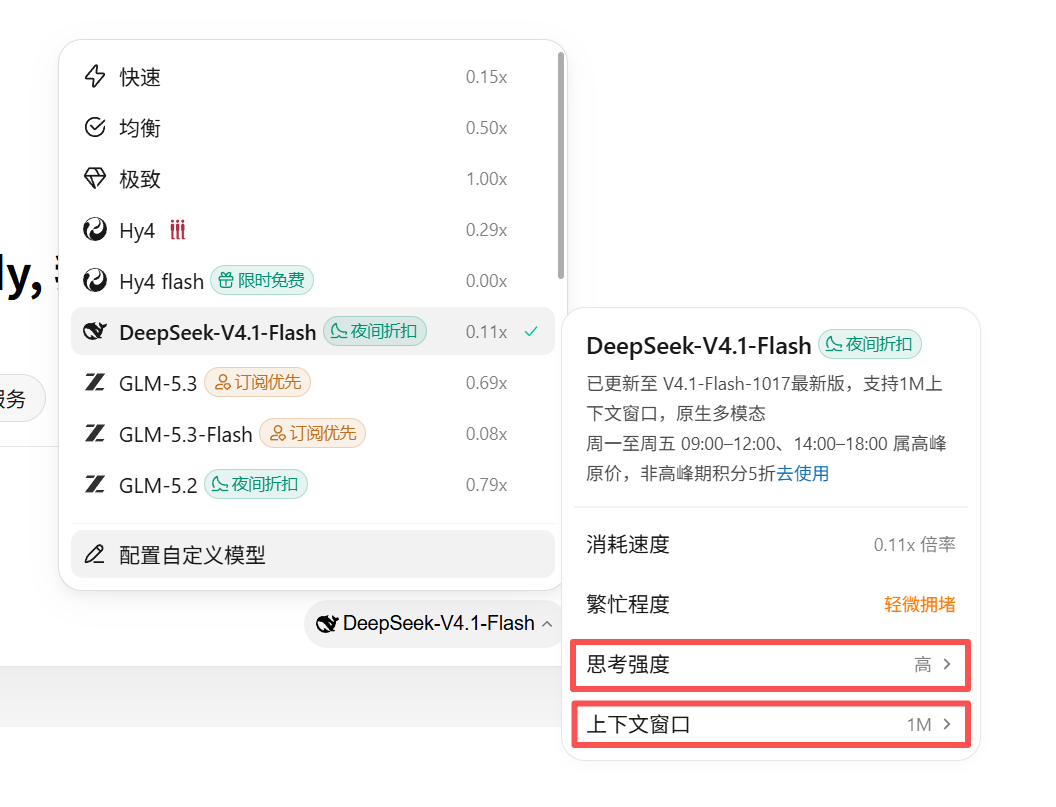 快速 0.15x
均衡 0.50x
极致 1.00x
Hy4 0.29x
ly,
Hy4 flash 限时免费 0.00x
DeepSeek-V4.1-Flash 夜间折扣 0.11x
GLM-5.3 订阅优先 0.69x
服务
GLM-5.3-Flash 订阅优先 0.08x
GLM-5.2 夜间折扣 0.79x
配置自定义模型
DeepSeek-V4.1-Flash
DeepSeek-V4.1-Flash 夜间折扣
已更新至 V4.1-Flash-1017最新版，支持1M上
下文窗口，原生多模态
周一至周五 09:00–12:00、14:00–18:00 属高峰
原价，非高峰期积分5折去使用
消耗速度 0.11x 倍率
繁忙程度 轻微拥堵
思考强度 高
上下文窗口 1M